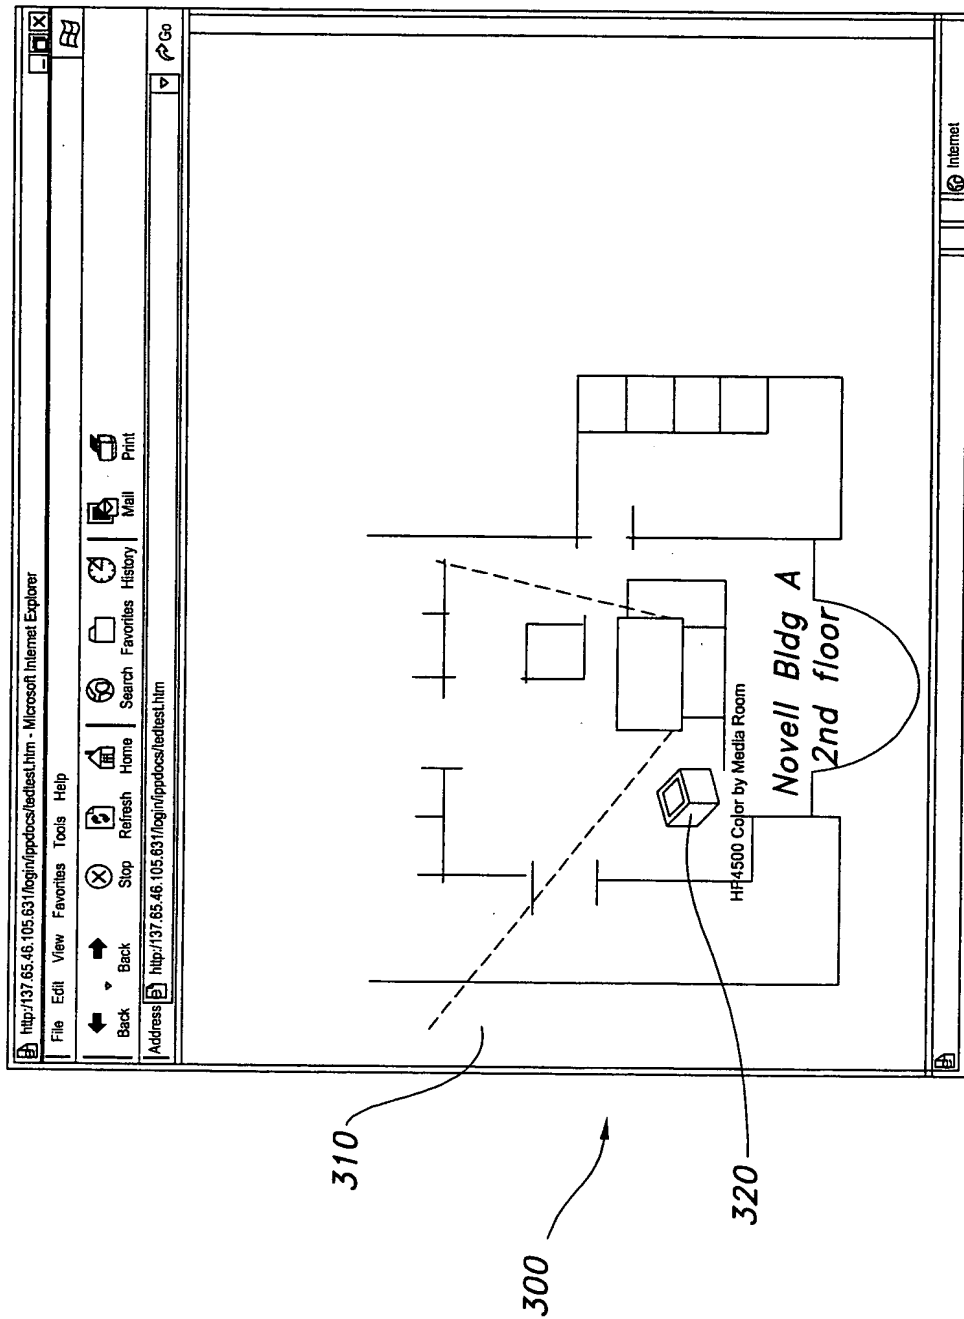 http:/137.65.46.105.631/login/ippdocs/tedtest.htm - Microsoft Internet Explorer
File Edit View Favorites Tools Help
Back Back Stop Refresh Home Search Favorites History Mail Print
Address http:/137.65.46.105.631/login/ippdocs/tedtest.htm Go
HP4500 Color by Media Room
Novell Bldg A
2nd floor
Internet
310
300
320